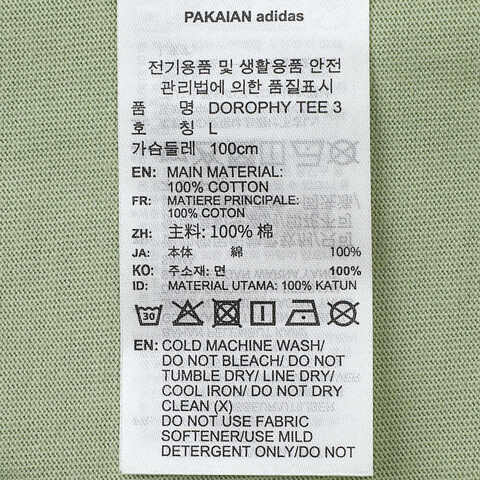 PAKAIAN adidas
전기용품 및 생활용품 안전
관리법에 의한 품질표시
품 명 DOROPHY TEE 3
호 칭 L
가슴둘레 100cm
EN: MAIN MATERIAL:
100% COTTON
FR: MATIERE PRINCIPALE:
100% COTON
ZH: 主料: 100% 棉
JA: 本体 綿 100%
KO: 주소재: 면 100%
ID: MATERIAL UTAMA: 100% KATUN
30
EN: COLD MACHINE WASH/
DO NOT BLEACH/ DO NOT
TUMBLE DRY/ LINE DRY/
COOL IRON/ DO NOT DRY
CLEAN (X)
DO NOT USE FABRIC
SOFTENER/USE MILD
DETERGENT ONLY/DO NOT